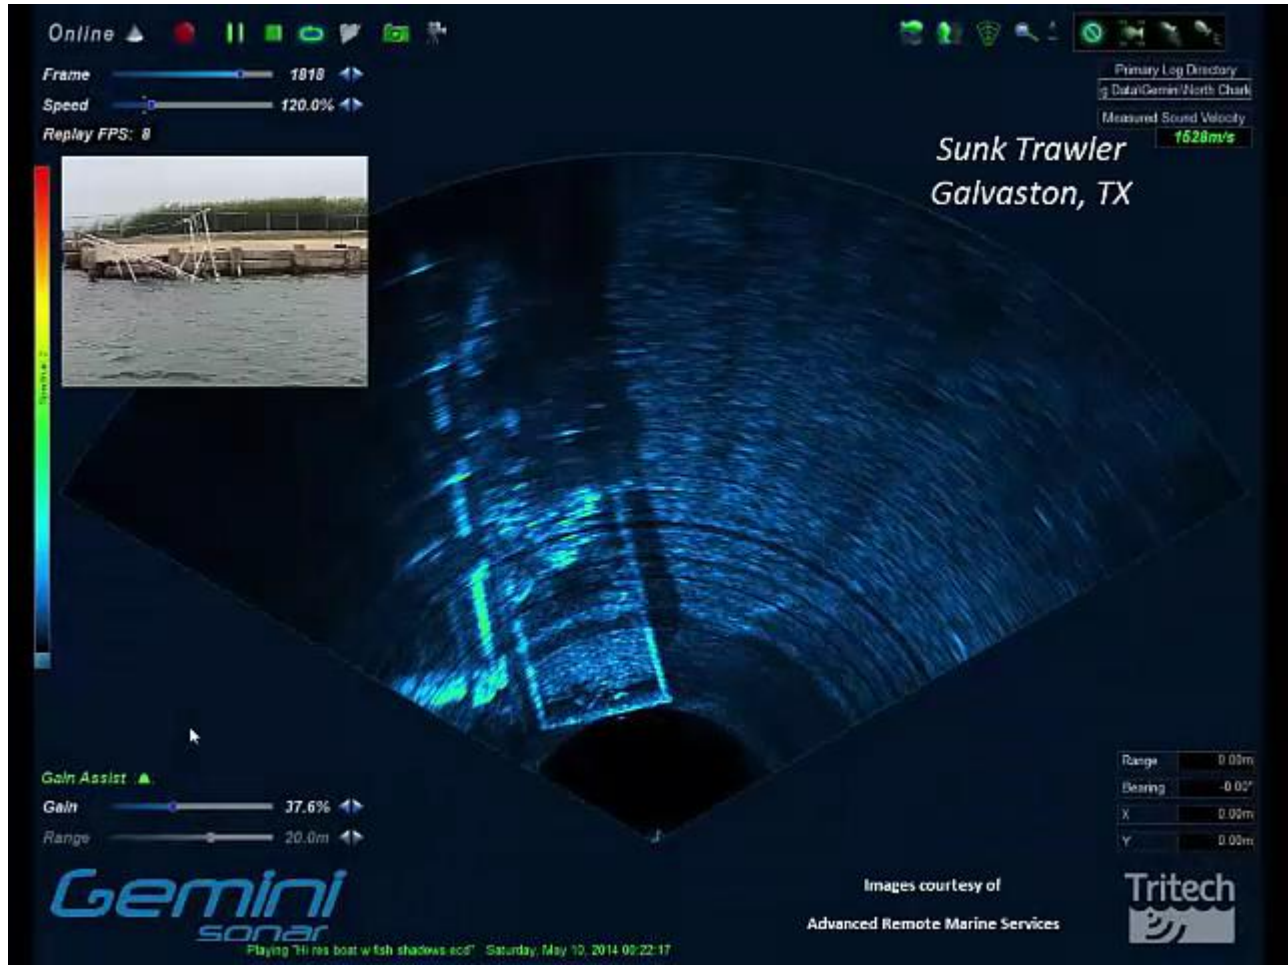 Online
Frame 1818
Speed 120.0%
Replay FPS: 8
Primary Log Directory
g Data\Gemini\North Chark
Measured Sound Velocity
1528m/s
Sunk Trawler
Galvaston, TX
Gain Assist
Gain 37.6%
Range 20.0m
Range 0.00m
Bearing -0.00°
X 0.00m
Y 0.00m
Gemini
sonar
Images courtesy of
Advanced Remote Marine Services
Tritech
Playing "Hi res boat w fish shadows.ecd" Saturday, May 10, 2014 00:22:17